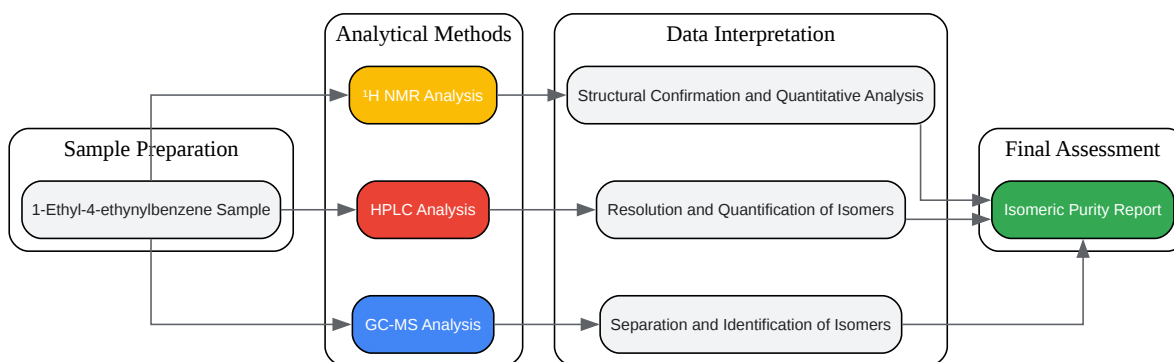 Analytical Methods
Data Interpretation
¹H NMR Analysis
Structural Confirmation and Quantitative Analysis
Sample Preparation
Final Assessment
1-Ethyl-4-ethynylbenzene Sample
HPLC Analysis
Resolution and Quantification of Isomers
Isomeric Purity Report
GC-MS Analysis
Separation and Identification of Isomers